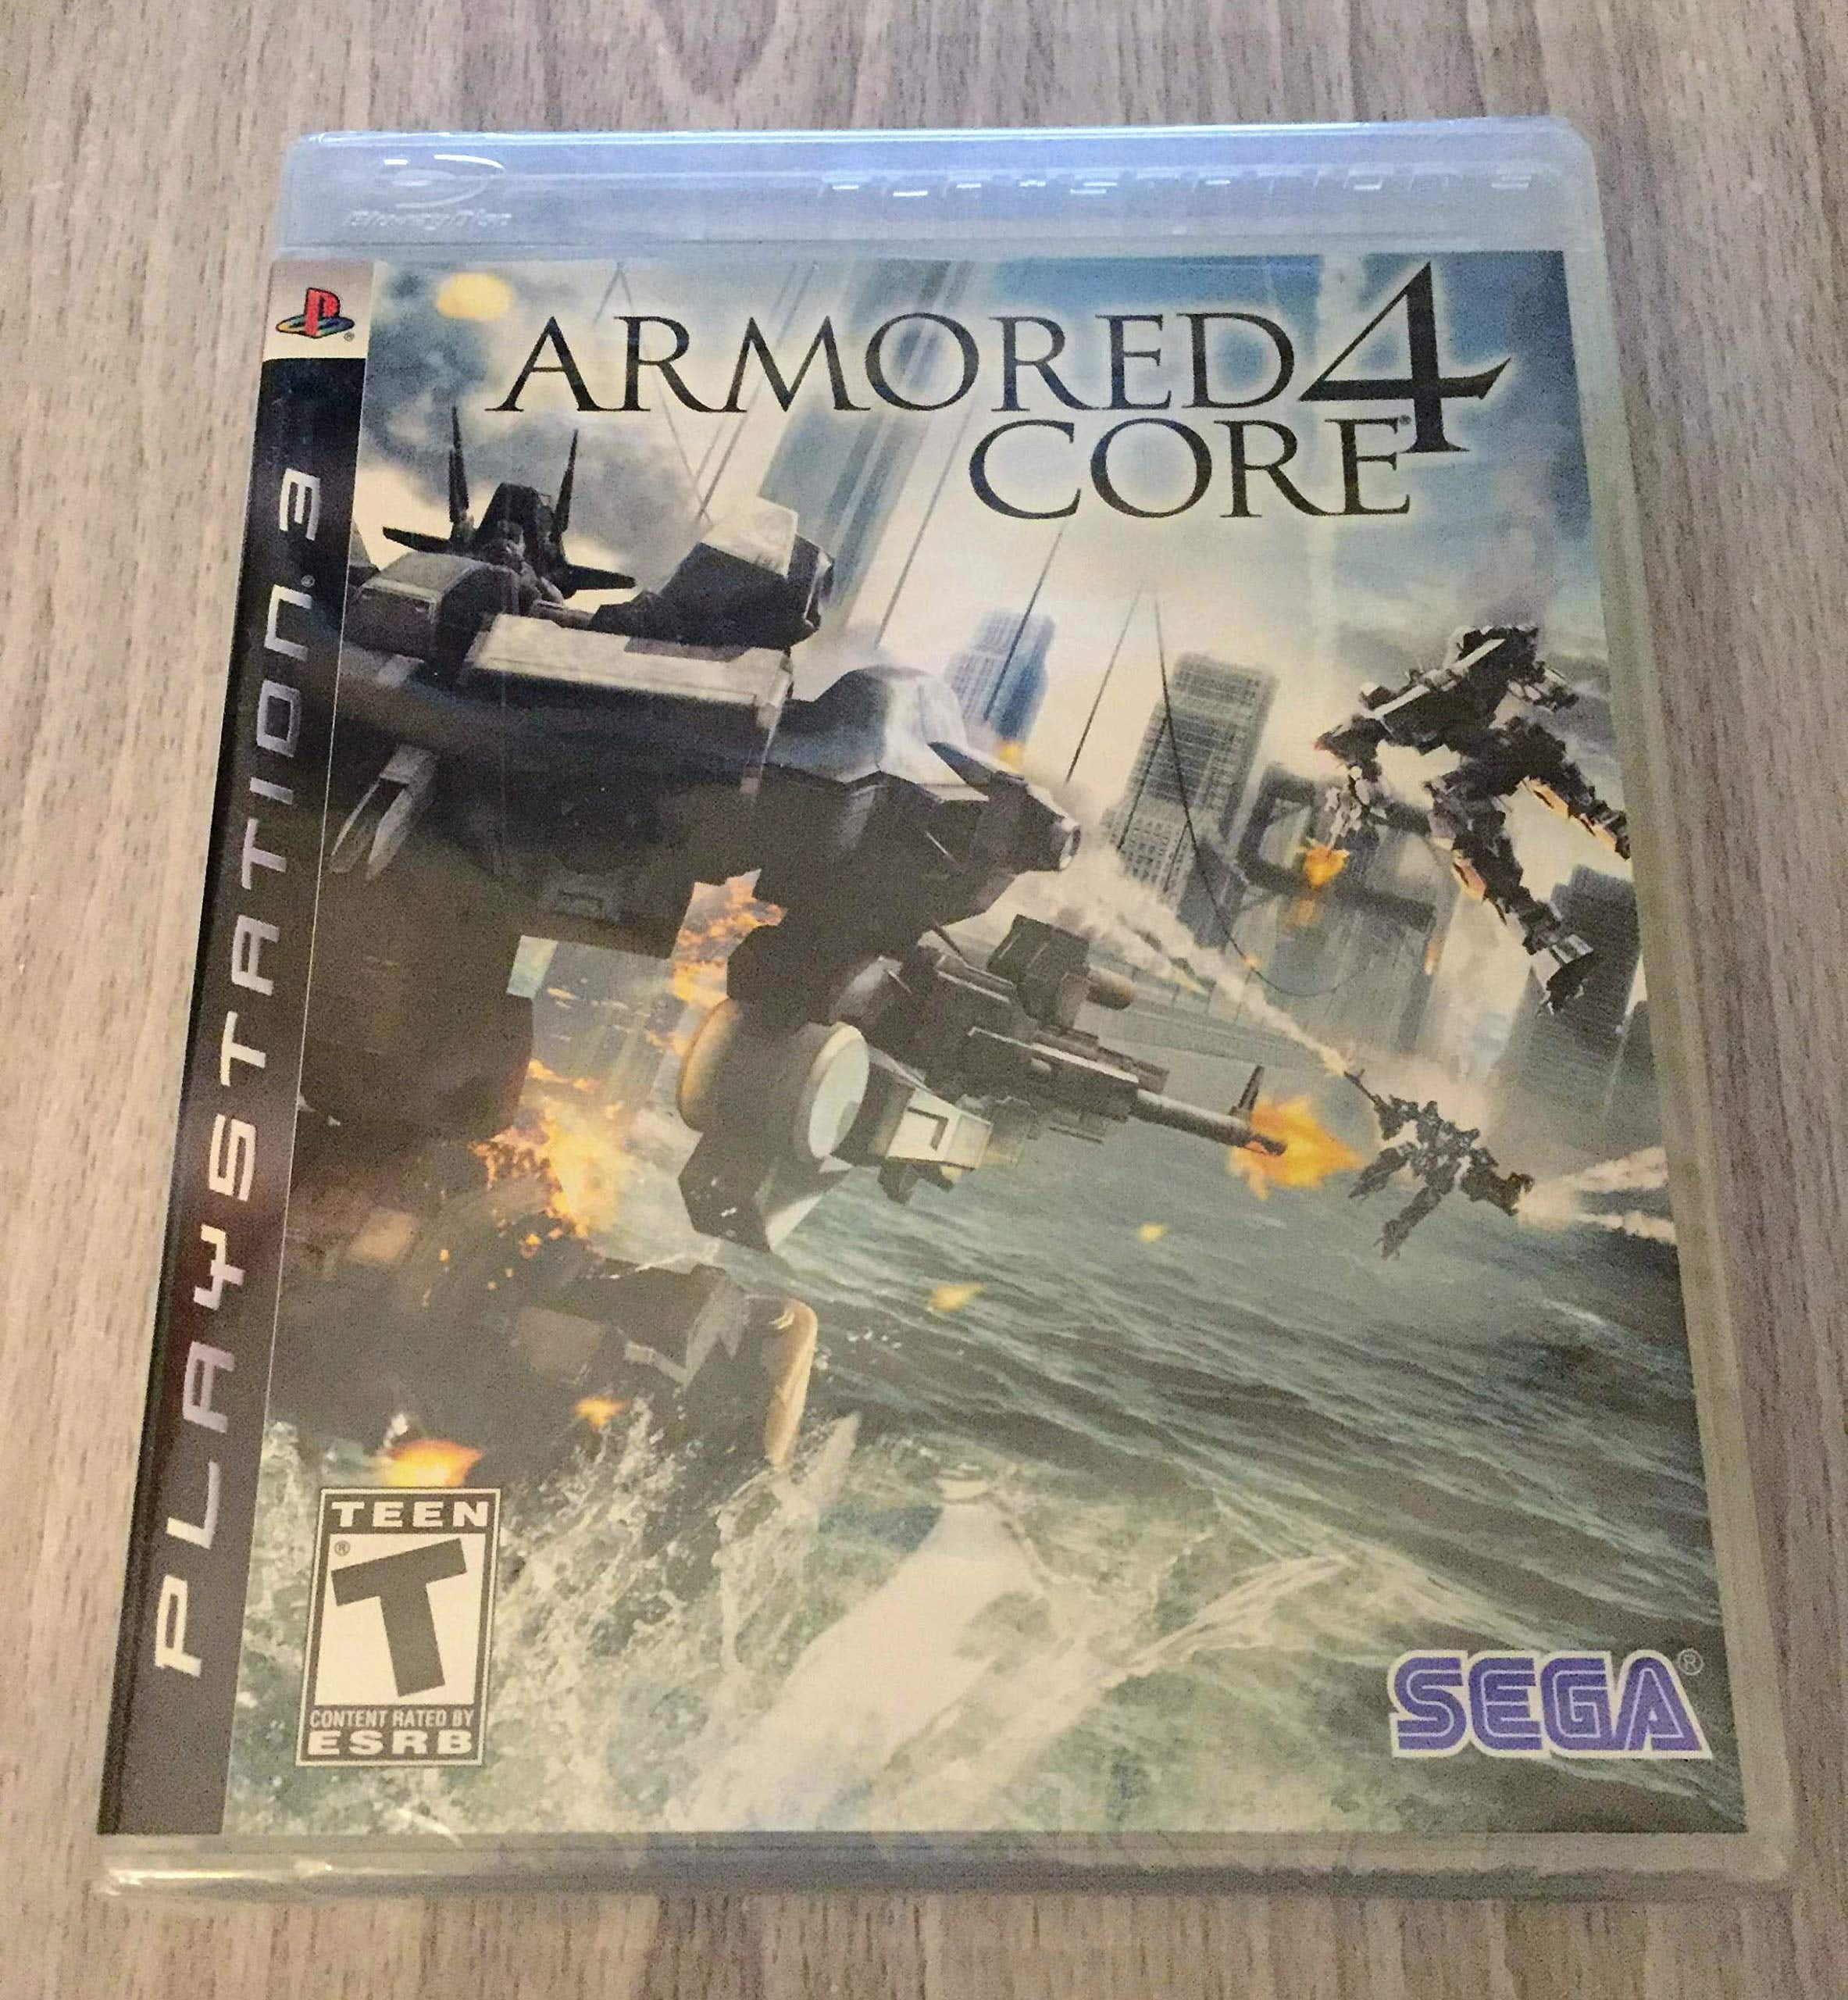 Blu-ray Disc
PLAYSTATION 3
ARMORED 4
CORE®
PLAYSTATION®3
TEEN
T®
CONTENT RATED BY
ESRB
SEGA®